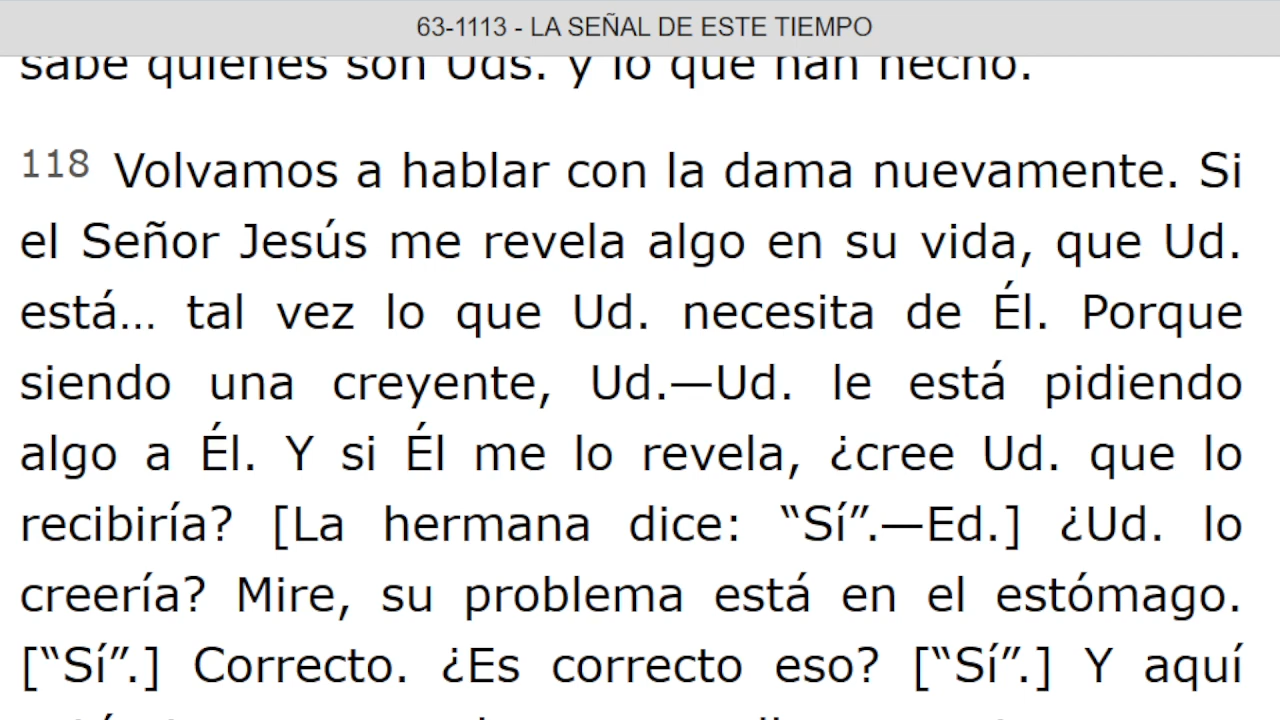 63-1113 - LA SEÑAL DE ESTE TIEMPO
sabe quiénes son Uds. y lo que han hecho.
118 Volvamos a hablar con la dama nuevamente. Si
el Señor Jesús me revela algo en su vida, que Ud.
está… tal vez lo que Ud. necesita de Él. Porque
siendo una creyente, Ud.—Ud. le está pidiendo
algo a Él. Y si Él me lo revela, ¿cree Ud. que lo
recibiría? [La hermana dice: “Sí”.—Ed.] ¿Ud. lo
creería? Mire, su problema está en el estómago.
[“Sí”.] Correcto. ¿Es correcto eso? [“Sí”.] Y aquí